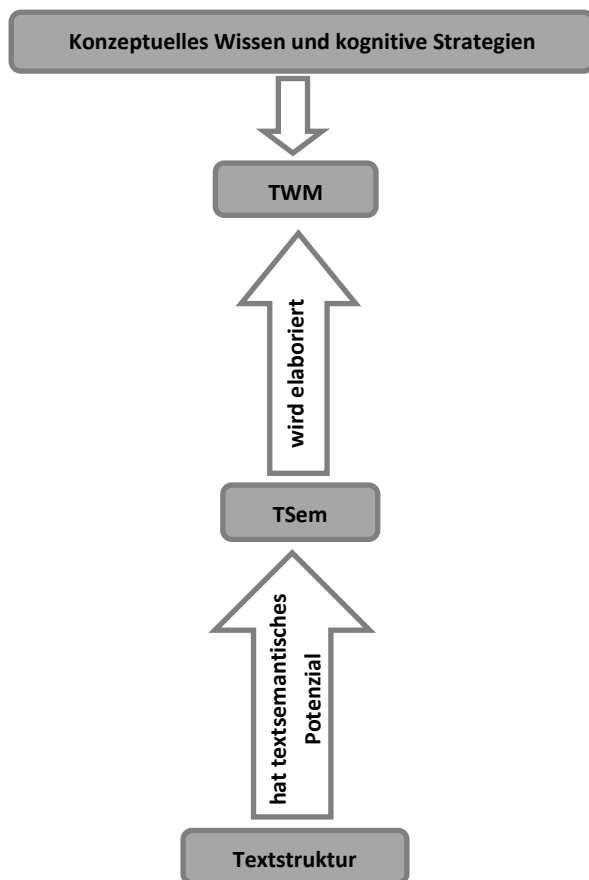 Konzeptuelles Wissen und kognitive Strategien
TWM
wird elaboriert
TSem
hat textsemantisches
Potenzial
Textstruktur